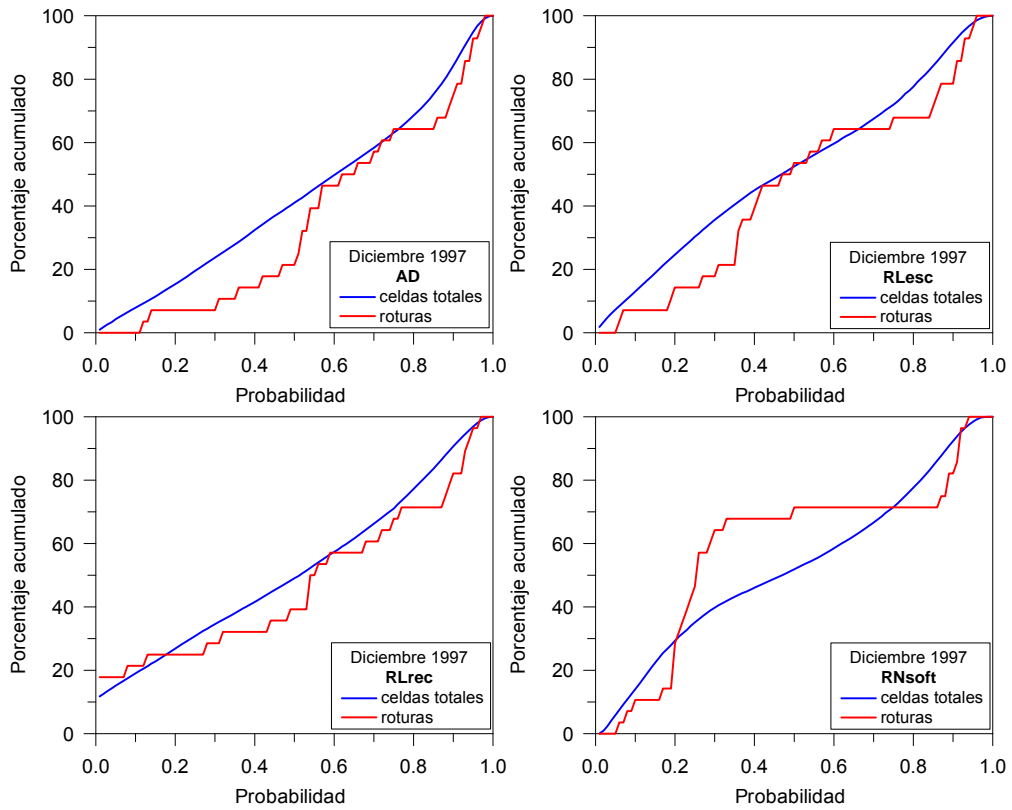 Porcentaje acumulado
100
80
60
40
20
0
Diciembre 1997
AD
celdas totales
roturas
0.0 0.2 0.4 0.6 0.8 1.0
Probabilidad
Porcentaje acumulado
100
80
60
40
20
0
Diciembre 1997
RLesc
celdas totales
roturas
0.0 0.2 0.4 0.6 0.8 1.0
Probabilidad
Porcentaje acumulado
100
80
60
40
20
0
Diciembre 1997
RLrec
celdas totales
roturas
0.0 0.2 0.4 0.6 0.8 1.0
Probabilidad
Porcentaje acumulado
100
80
60
40
20
0
Diciembre 1997
RNsoft
celdas totales
roturas
0.0 0.2 0.4 0.6 0.8 1.0
Probabilidad